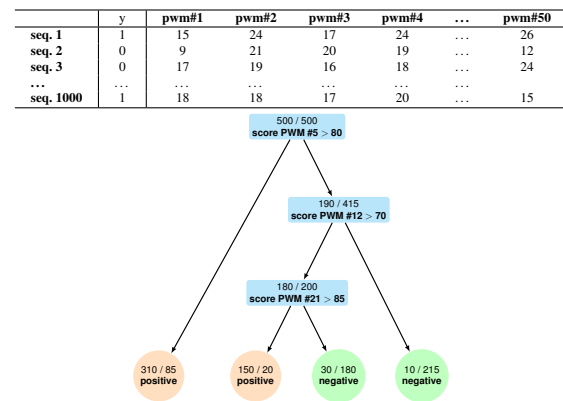 y pwm#1 pwm#2 pwm#3 pwm#4 ... pwm#50
seq. 1 1 15 24 17 24 ... 26
seq. 2 0 9 21 20 19 ... 12
seq. 3 0 17 19 16 18 ... 24
... ... ... ... ... ... ...
seq. 1000 1 18 18 17 20 ... 15
500 / 500
score PWM #5 > 80
190 / 415
score PWM #12 > 70
180 / 200
score PWM #21 > 85
310 / 85
positive
150 / 20
positive
30 / 180
negative
10 / 215
negative